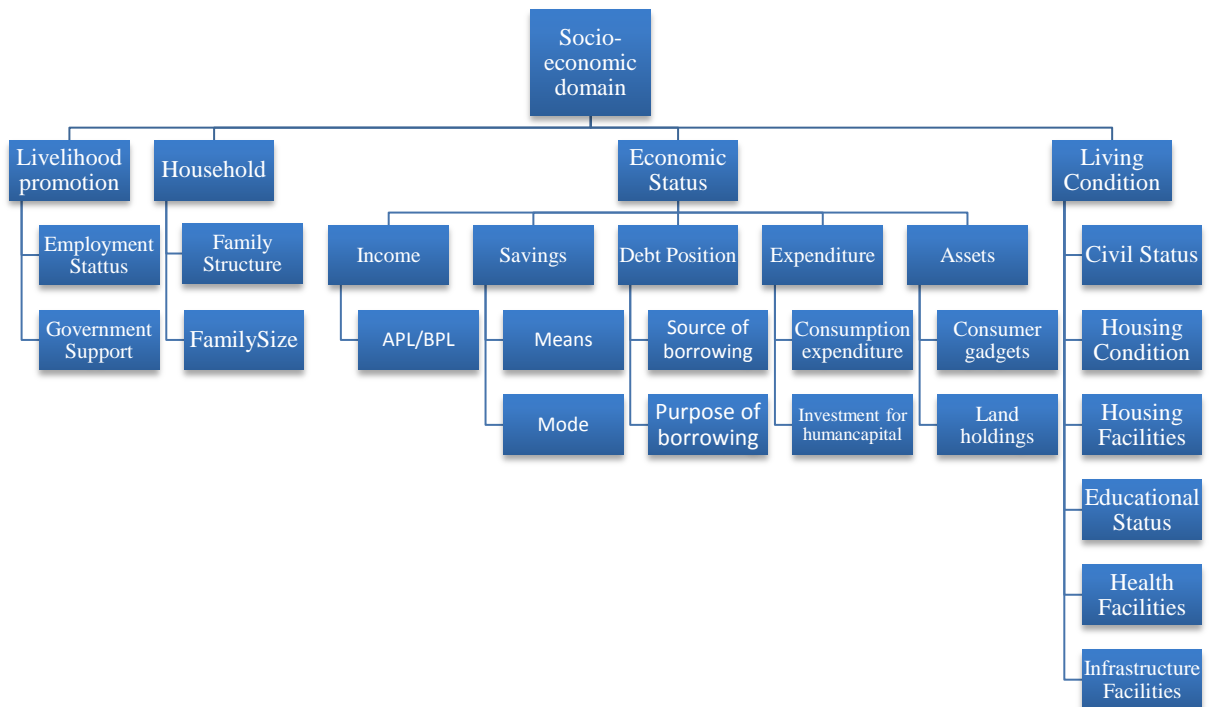 Socio-
economic
domain
Livelihood
promotion
Household
Economic
Status
Living
Condition
Employment
Stattus
Family
Structure
Income
Savings
Debt Position
Expenditure
Assets
Civil Status
Government
Support
FamilySize
APL/BPL
Means
Source of
borrowing
Consumption
expenditure
Consumer
gadgets
Housing
Condition
Mode
Purpose of
borrowing
Investment for
humancapital
Land
holdings
Housing
Facilities
Educational
Status
Health
Facilities
Infrastructure
Facilities